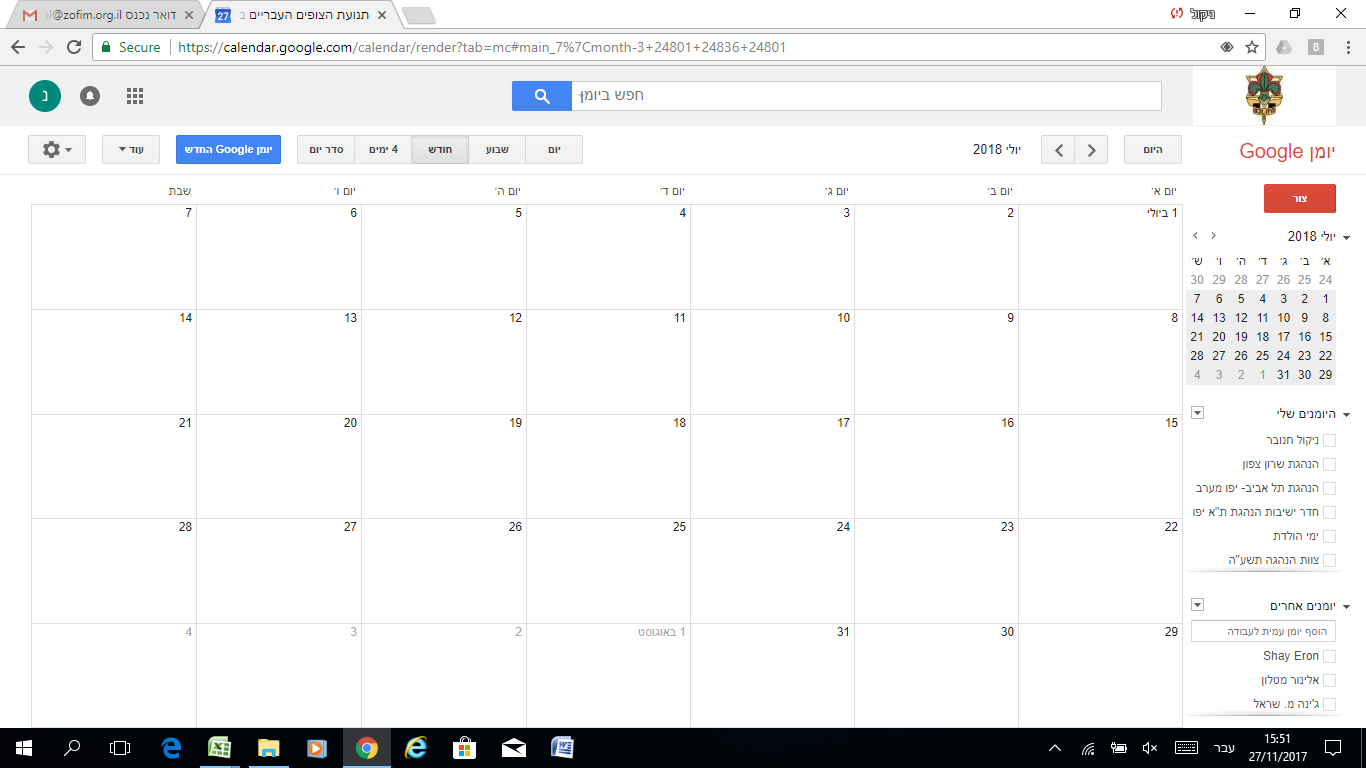 דואר נכנס ol@zofim.org.il
תנועת הצופים העבריים ב
ניקול
Secure https://calendar.google.com/calendar/render?tab=mc#main_7%7Cmonth-3+24801+24836+24801
B
חפש ביומן
נ
יומן Google
היום
יולי 2018
יום
שבוע
חודש
4 ימים
סדר יום
יומן Google החדש
עוד
צור
יולי 2018
א׳ ב׳ ג׳ ד׳ ה׳ ו׳ ש׳
24 25 26 27 28 29 30
1 2 3 4 5 6 7
8 9 10 11 12 13 14
15 16 17 18 19 20 21
22 23 24 25 26 27 28
29 30 31 1 2 3 4
היומנים שלי
ניקול חנובר
הנהגת שרון צפון
הנהגת תל אביב- יפו מערב
חדר ישיבות הנהגת ת"א יפו
ימי הולדת
צוות הנהגה תשע"ה
יומנים אחרים
הוסף יומן עמית לעבודה
Shay Eron
אלינור מטלון
ג'ינה מ. שראל
יום א׳ יום ב׳ יום ג׳ יום ד׳ יום ה׳ יום ו׳ שבת
1 ביולי 2 3 4 5 6 7
8 9 10 11 12 13 14
15 16 17 18 19 20 21
22 23 24 25 26 27 28
29 30 31 1 באוגוסט 2 3 4
עבר
15:51
27/11/2017